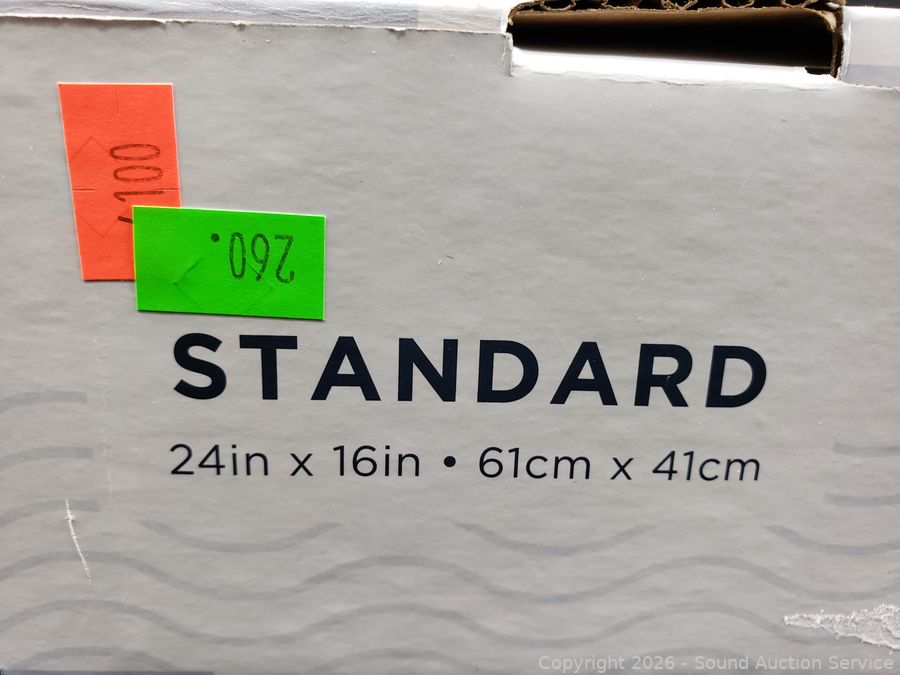 100
260.
STANDARD
24in x 16in • 61cm x 41cm
Copyright 2026 - Sound Auction Service